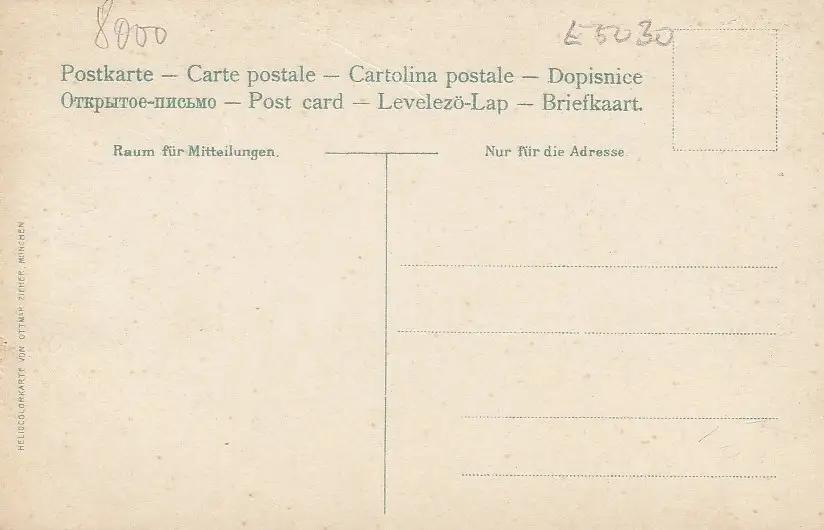 8000
E5030
Postkarte — Carte postale — Cartolina postale — Dopisnice
Открытое-письмо — Post card — Levelezö-Lap — Briefkaart.
Raum für Mitteilungen.
Nur für die Adresse.
HELIOCOLORKARTE VON OTTMAR ZIEHER, MÜNCHEN